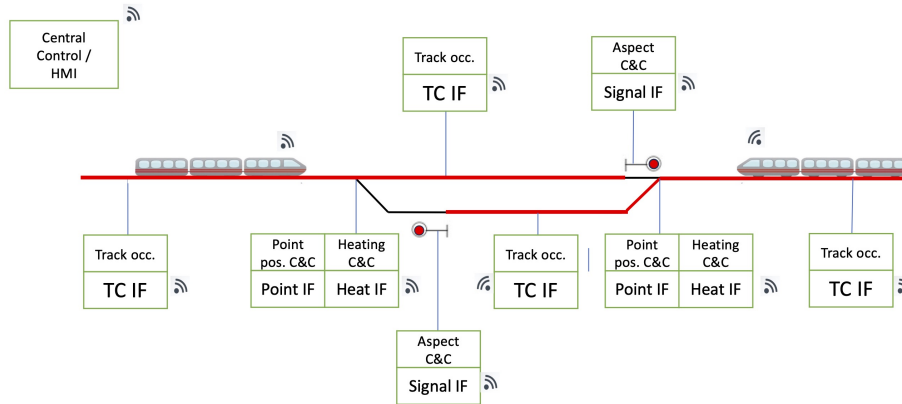 Central
Control /
HMI
Track occ.
TC IF
Aspect
C&C
Signal IF
Track occ.
TC IF
Point
pos. C&C
Heating
C&C
Point IF
Heat IF
Track occ.
TC IF
Point
pos. C&C
Heating
C&C
Point IF
Heat IF
Track occ.
TC IF
Aspect
C&C
Signal IF